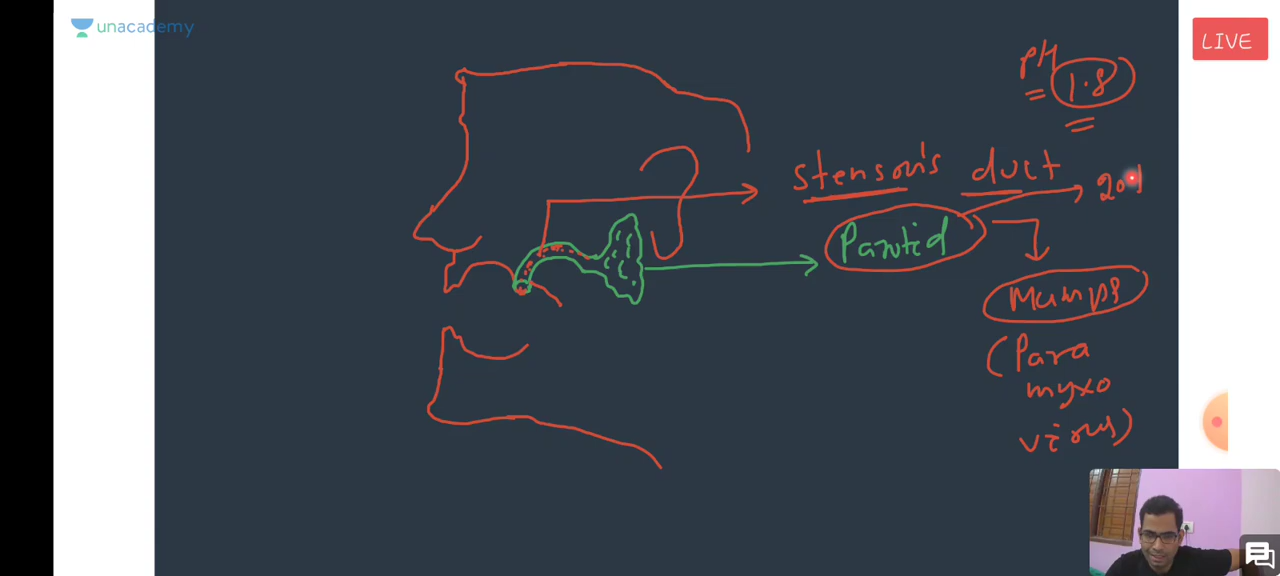 unacademy
LIVE
pH
1.8
Stenson's duct
Parotid
Mumps
(Para
myxo
virus)